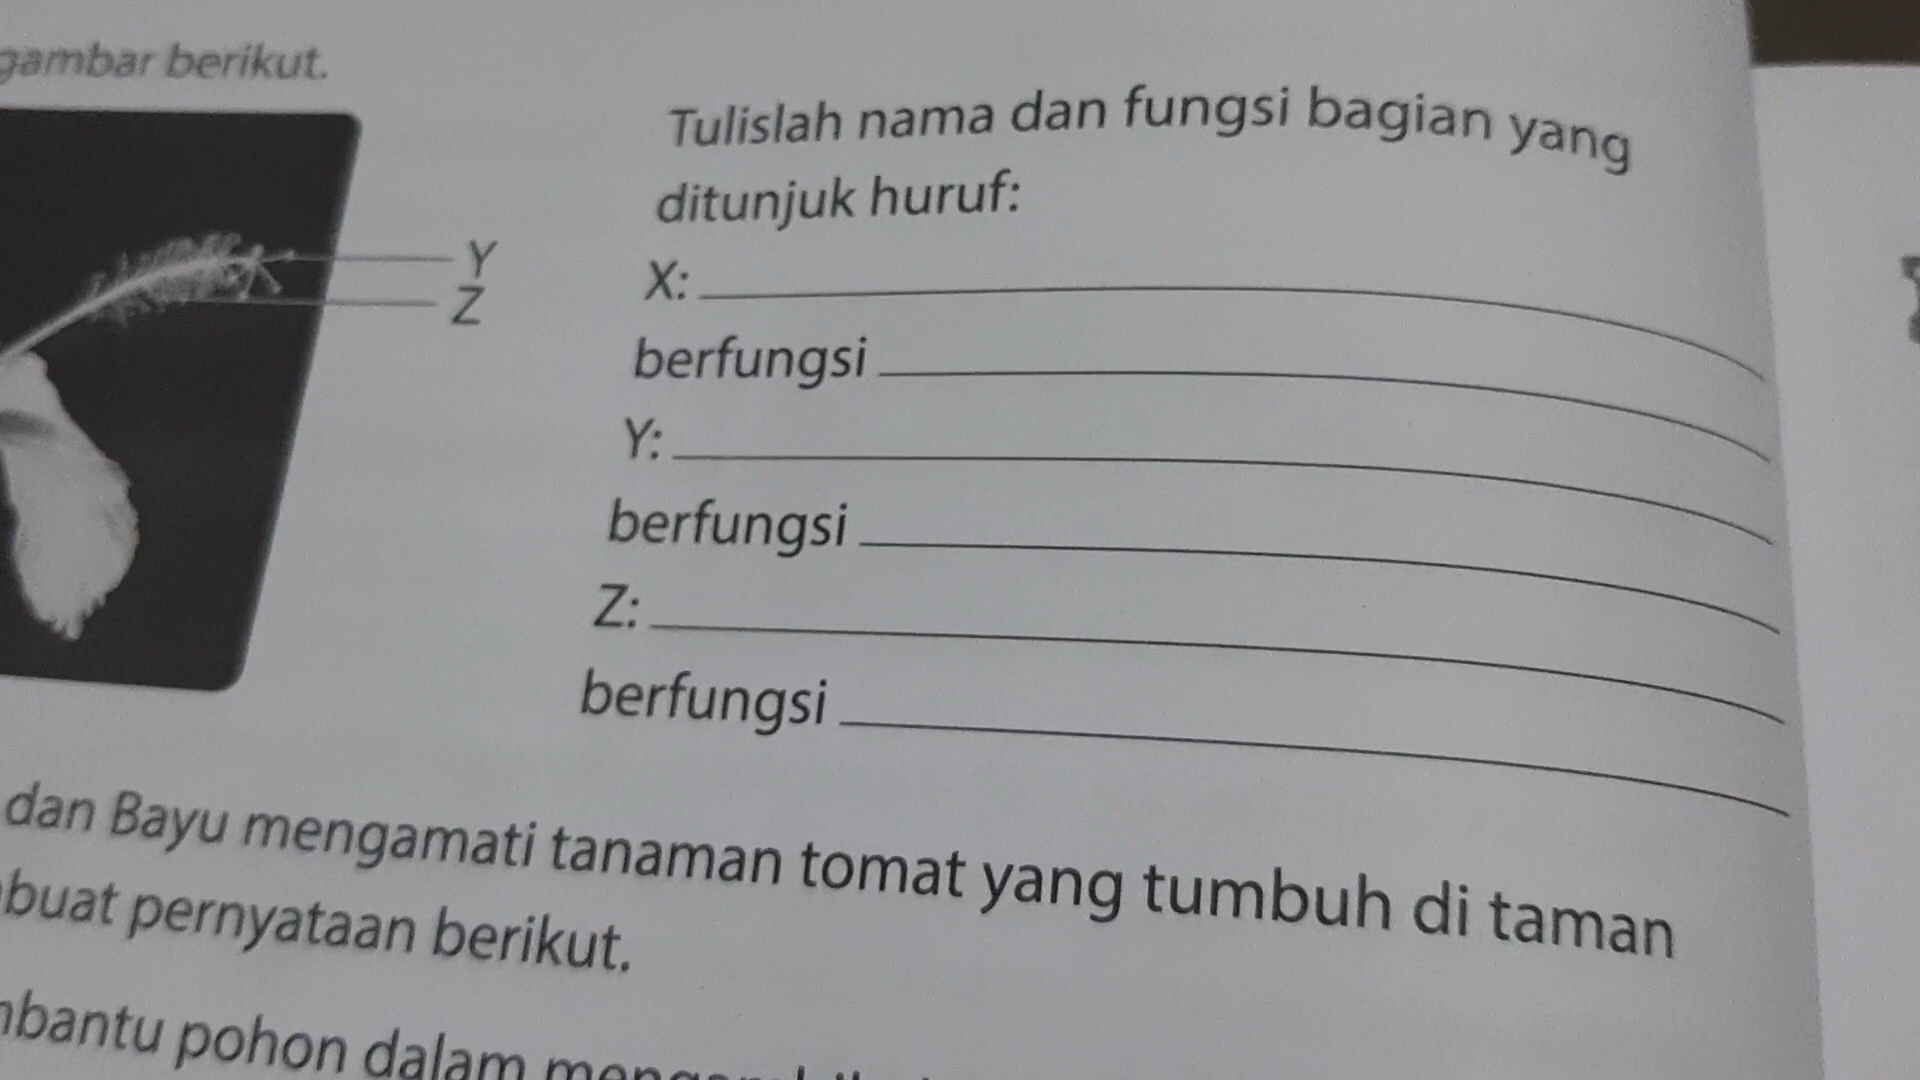 gambar berikut.
Y
Z
Tulislah nama dan fungsi bagian yang
ditunjuk huruf:
X:
berfungsi
Y:
berfungsi
Z:
berfungsi
dan Bayu mengamati tanaman tomat yang tumbuh di taman
buat pernyataan berikut.
pohon dalam